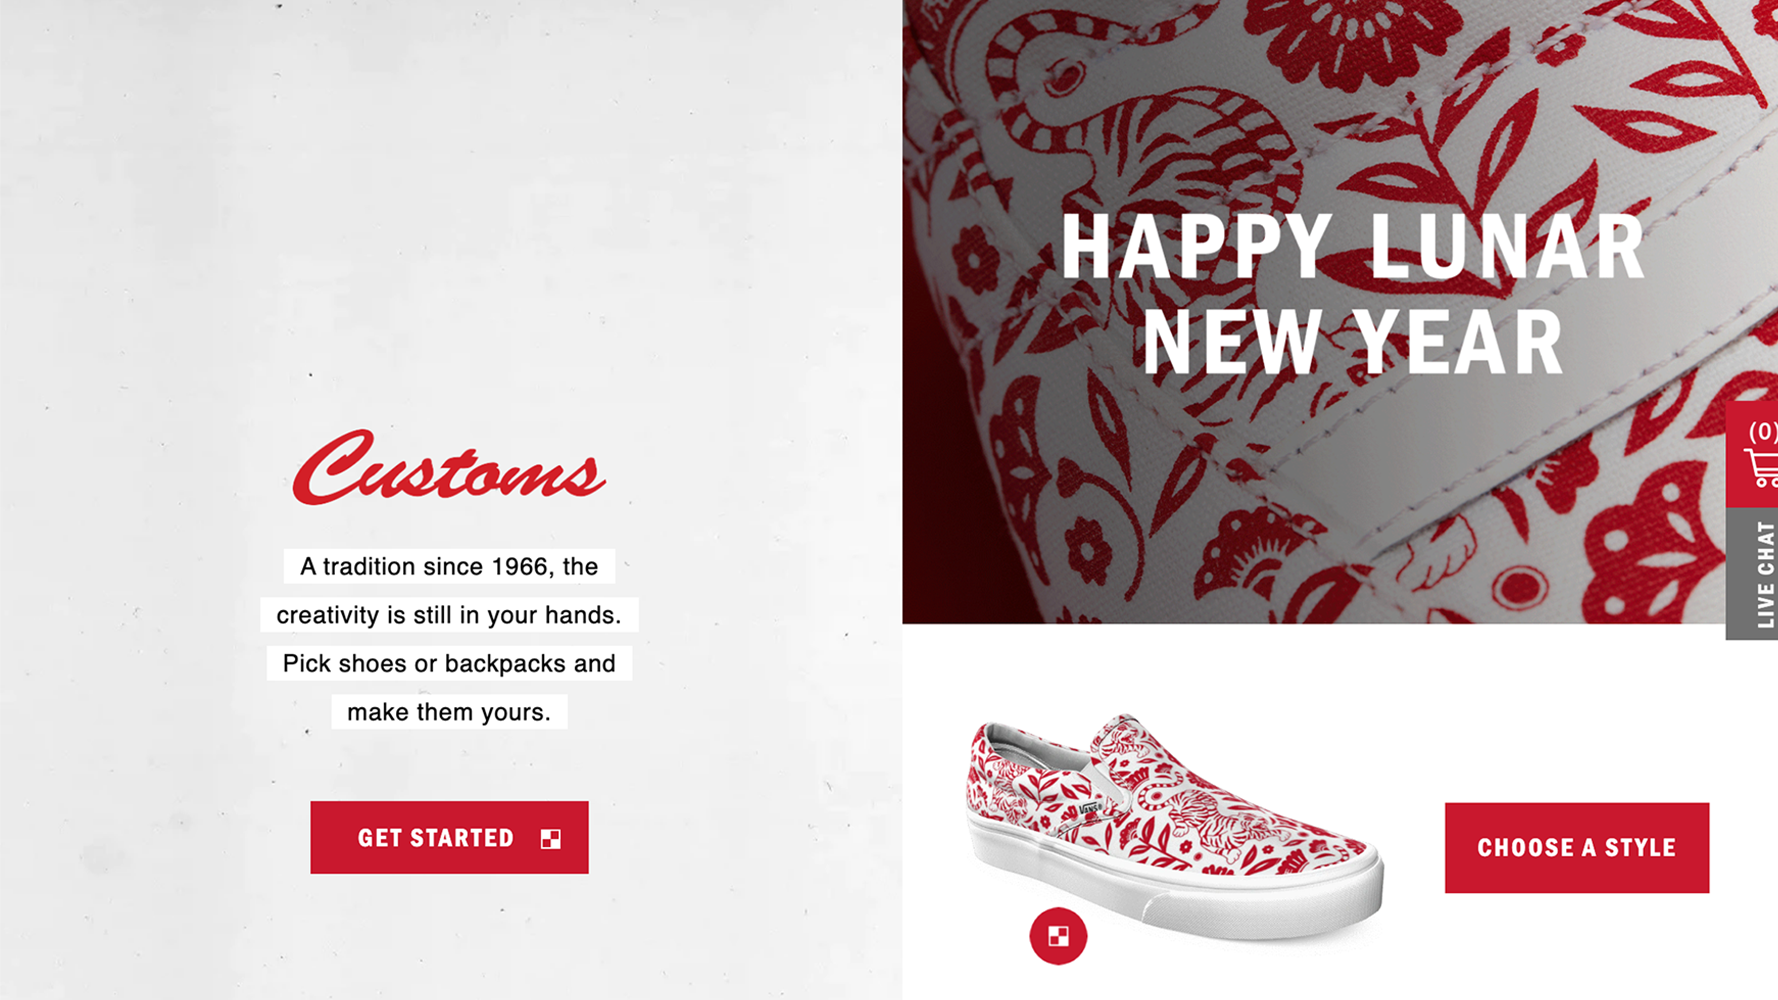 Customs
A tradition since 1966, the
creativity is still in your hands.
Pick shoes or backpacks and
make them yours.
GET STARTED
HAPPY LUNAR
NEW YEAR
(0)
LIVE CHAT
VANS
CHOOSE A STYLE